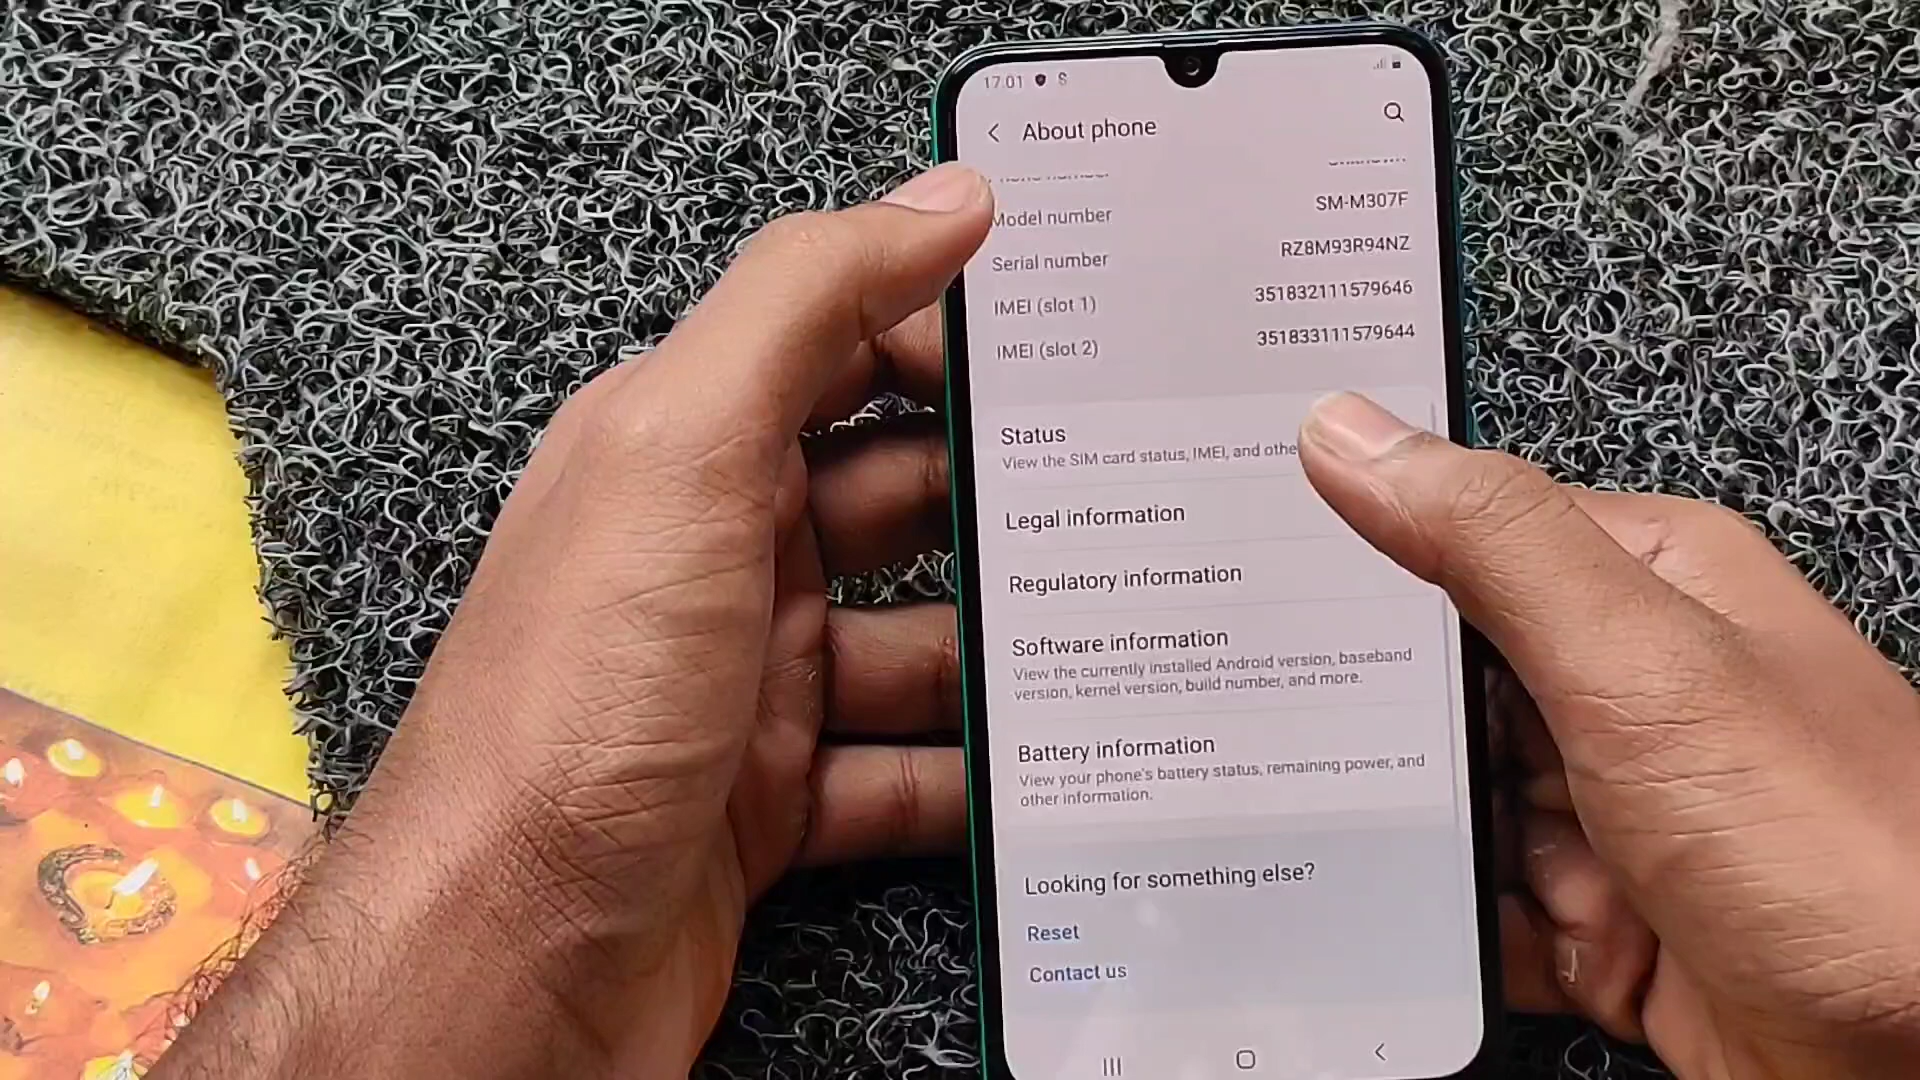 17:01
About phone
Model number SM-M307F
Serial number RZ8M93R94NZ
IMEI (slot 1) 351832111579646
IMEI (slot 2) 351833111579644
Status
View the SIM card status, IMEI, and othe
Legal information
Regulatory information
Software information
View the currently installed Android version, baseband
version, kernel version, build number, and more.
Battery information
View your phone's battery status, remaining power, and
other information.
Looking for something else?
Reset
Contact us